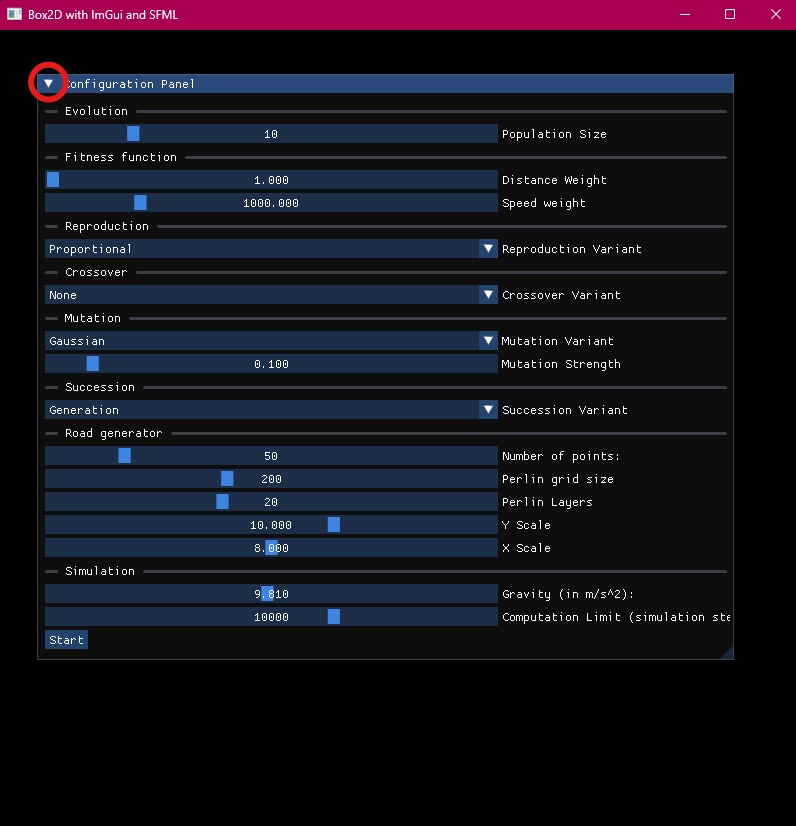 Box2D with ImGui and SFML
Configuration Panel
Evolution
10 Population Size
Fitness function
1.000 Distance Weight
1000.000 Speed weight
Reproduction
Proportional Reproduction Variant
Crossover
None Crossover Variant
Mutation
Gaussian Mutation Variant
0.100 Mutation Strength
Succession
Generation Succession Variant
Road generator
50 Number of points:
200 Perlin grid size
20 Perlin Layers
10.000 Y Scale
8.000 X Scale
Simulation
9.810 Gravity (in m/s^2):
10000 Computation Limit (simulation ste
Start